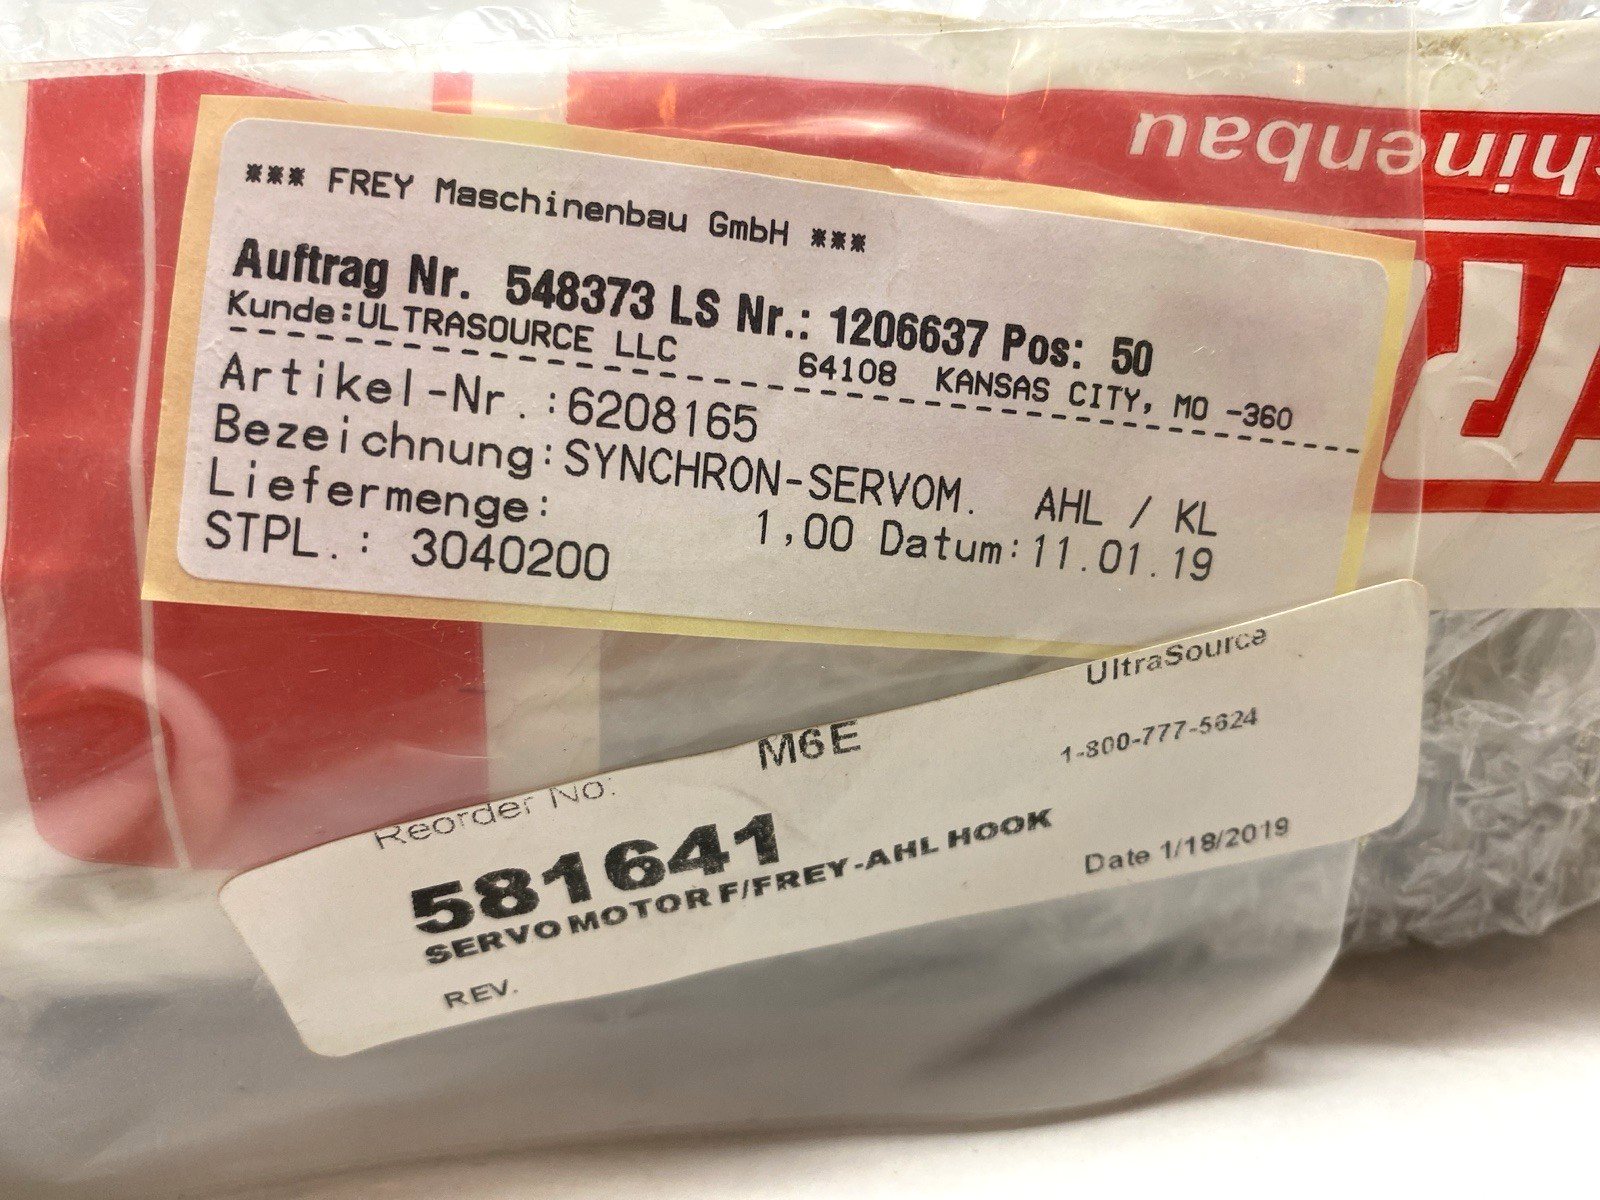 chinenbau
*** FREY Maschinenbau GmbH ***
Auftrag Nr. 548373 LS Nr.: 1206637 Pos: 50
Kunde:ULTRASOURCE LLC 64108 KANSAS CITY, MO -360
Artikel-Nr.:6208165
Bezeichnung:SYNCHRON-SERVOM. AHL / KL
Liefermenge: 1,00 Datum:11.01.19
STPL.: 3040200
UltraSource
Reorder No: M6E 1-800-777-5624
581641
SERVO MOTOR F/FREY-AHL HOOK
Date 1/18/2019
REV.